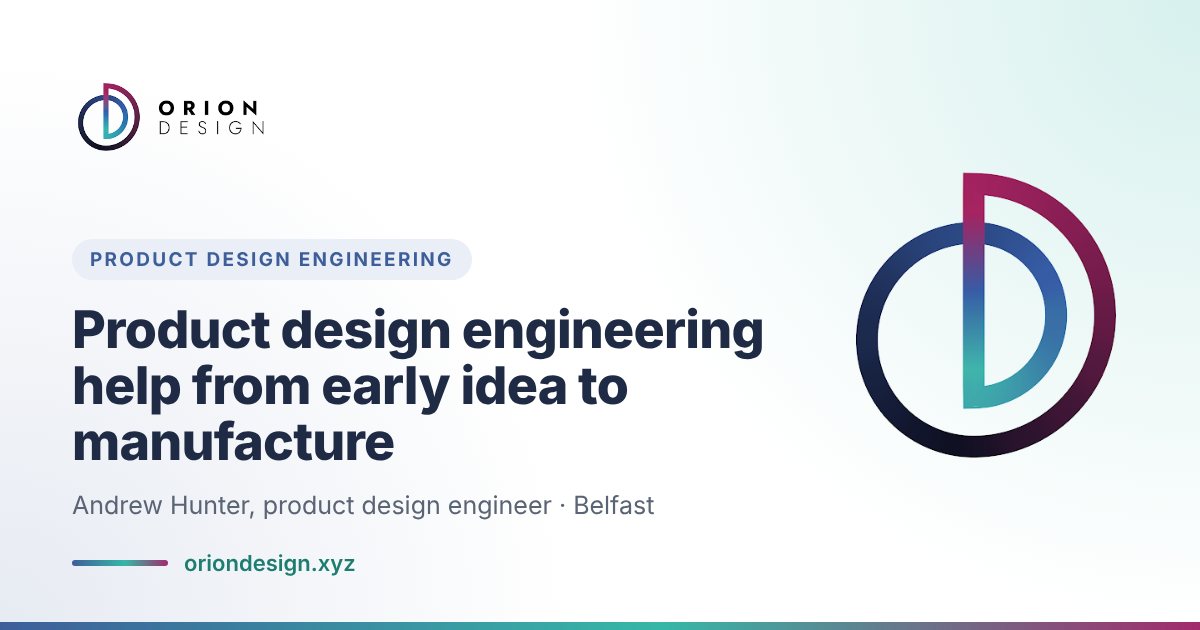 ORION
DESIGN
PRODUCT DESIGN ENGINEERING
Product design engineering
help from early idea to
manufacture
Andrew Hunter, product design engineer · Belfast
oriondesign.xyz